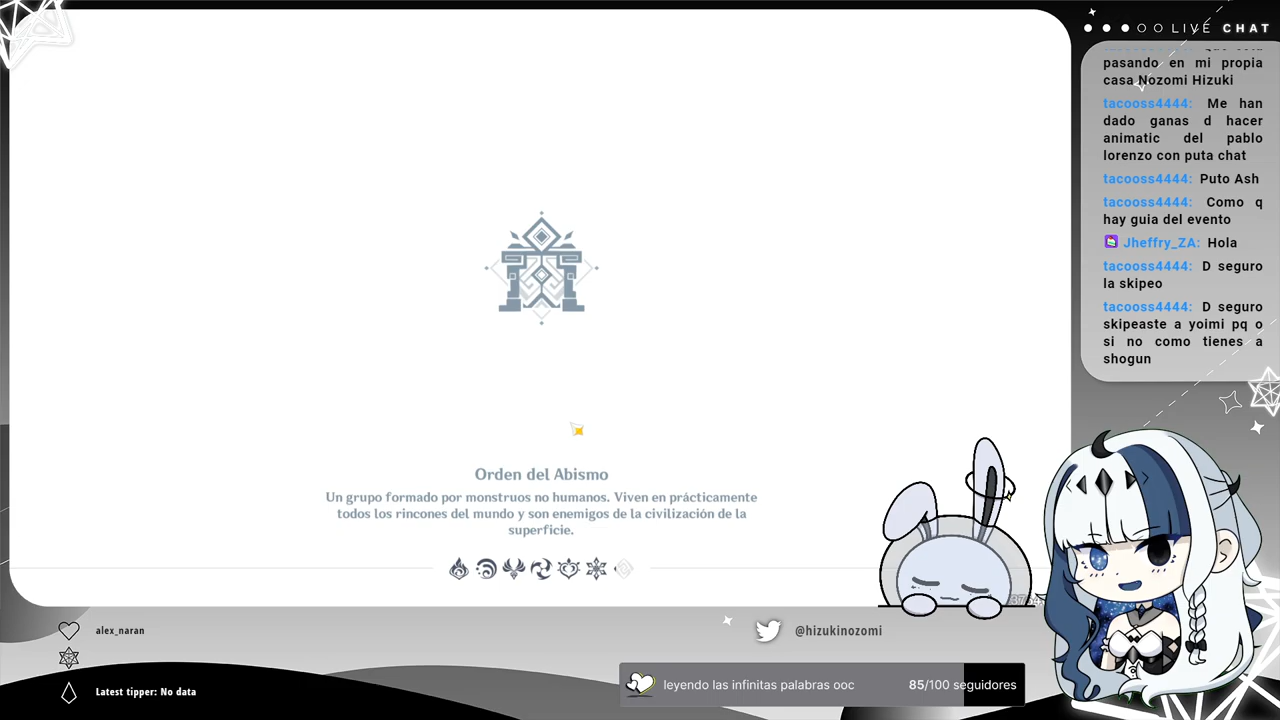 LIVE CHAT
pasando en mi propia
casa Nozomi Hizuki
tacooss4444: Me han
dado ganas d hacer
animatic del pablo
lorenzo con puta chat
tacooss4444: Puto Ash
tacooss4444: Como q
hay guia del evento
Jheffry_ZA: Hola
tacooss4444: D seguro
la skipeo
tacooss4444: D seguro
skipeaste a yoimi pq o
si no como tienes a
shogun
Orden del Abismo
Un grupo formado por monstruos no humanos. Viven en prácticamente
todos los rincones del mundo y son enemigos de la civilización de la
superficie.
alex_naran
@hizukinozomi
Latest tipper: No data
leyendo las infinitas palabras ooc
85/100 seguidores